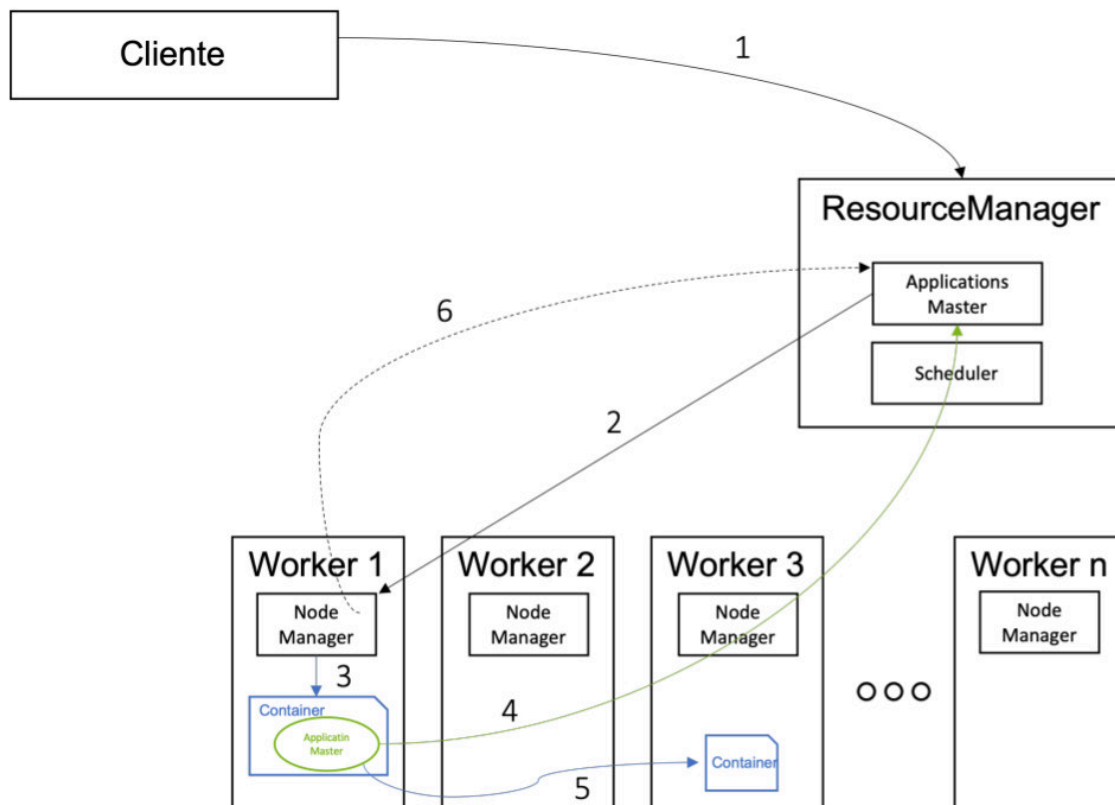 Cliente
1
ResourceManager
Applications
Master
Scheduler
6
2
Worker 1
Node
Manager
3
Container
Applicatin
Master
Worker 2
Node
Manager
4
5
Worker 3
Node
Manager
Container
Worker n
Node
Manager